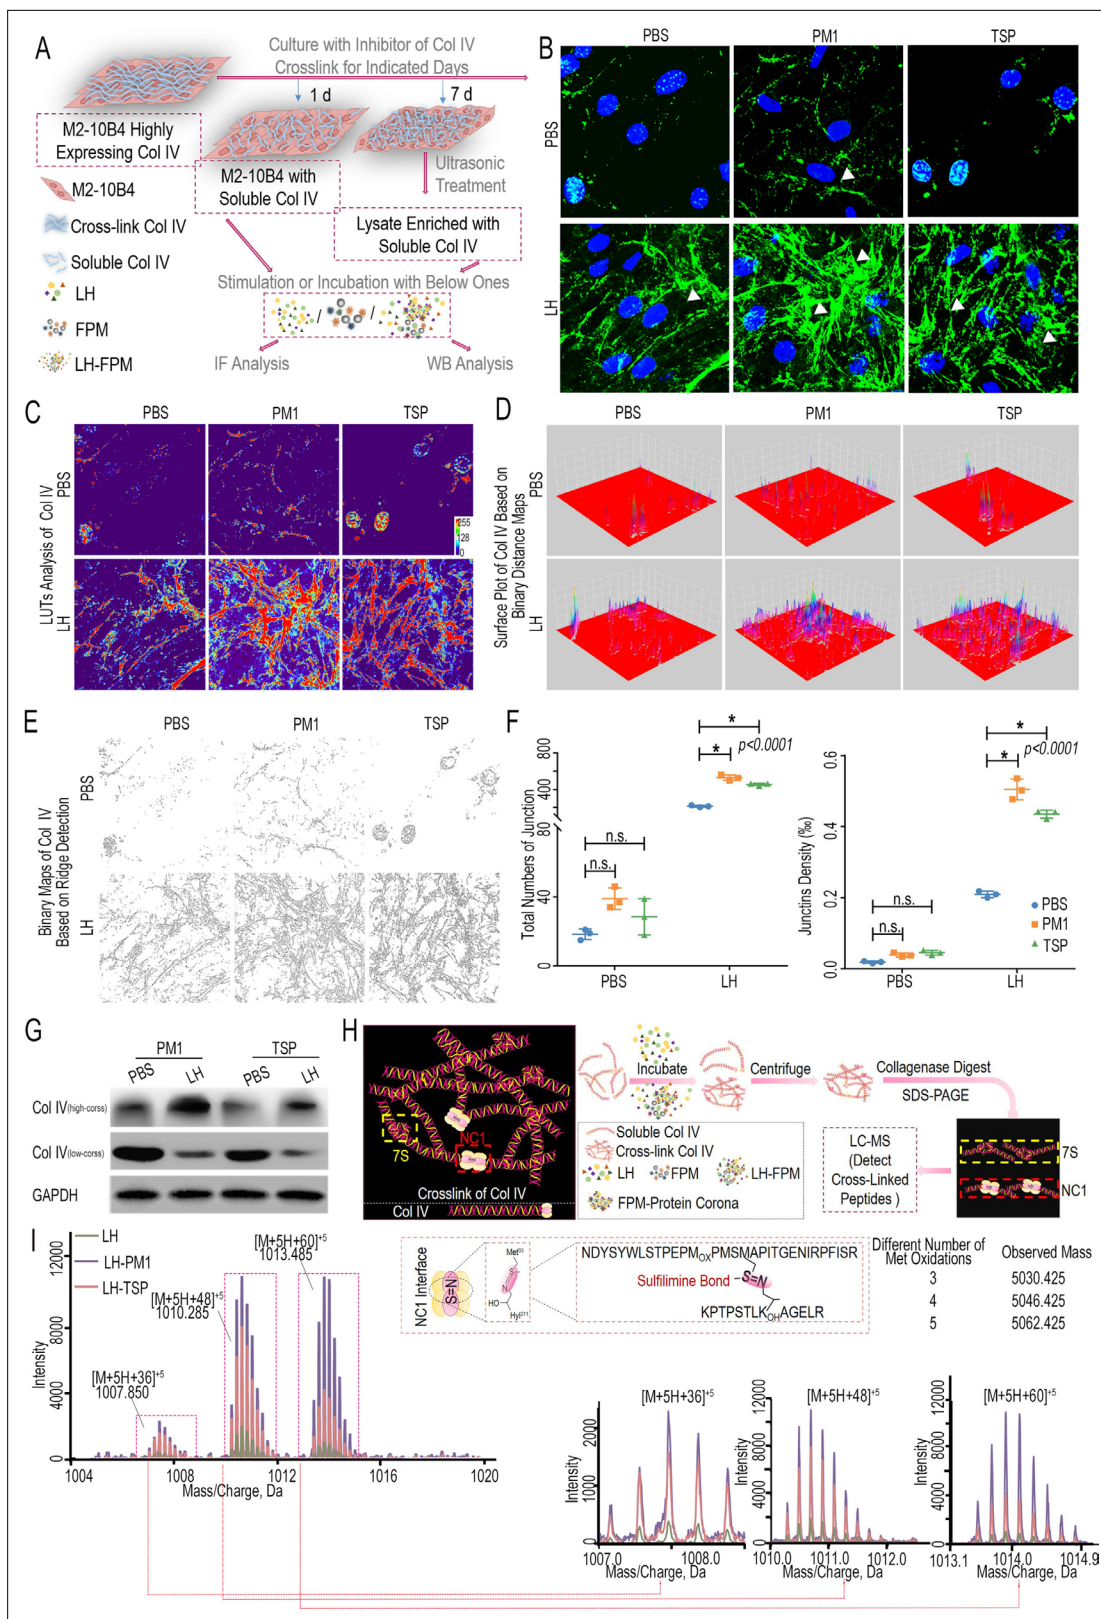 A
Culture with Inhibitor of Col IV
Crosslink for Indicated Days
1 d
7 d
M2-10B4 Highly
Expressing Col IV
M2-10B4 with
Soluble Col IV
Ultrasonic
Treatment
Lysate Enriched with
Soluble Col IV
M2-10B4
Cross-link Col IV
Soluble Col IV
LH
FPM
LH-FPM
Stimulation or Incubation with Below Ones
/ /
IF Analysis
WB Analysis
B
PBS PM1 TSP
PBS
LH
C
PBS PM1 TSP
LUTs Analysis of Col IV
PBS
LH
255
128
0
D
PBS PM1 TSP
Surface Plot of Col IV Based on
Binary Distance Maps
PBS
LH
E
PBS PM1 TSP
Binary Maps of Col IV
Based on Ridge Detection
PBS
LH
F
Total Numbers of Junction
800
400
80
40
0
n.s.
n.s.
*
*
p<0.0001
PBS LH
Junctins Density (‰)
0.6
0.4
0.2
0.0
n.s.
n.s.
*
*
p<0.0001
PBS
PM1
TSP
PBS LH
G
PM1 TSP
PBS LH PBS LH
Col IV(high-corss)
Col IV(low-corss)
GAPDH
H
7S
NC1
Crosslink of Col IV
Col IV
Incubate
Centrifuge
Collagenase Digest
SDS-PAGE
Soluble Col IV
Cross-link Col IV
LH FPM LH-FPM
FPM-Protein Corona
LC-MS
(Detect
Cross-Linked
Peptides )
7S
NC1
NC1 Interface
S=N
Met93
S
N
HO
Hyl211
NDYSYWLSTPEPMOXPMSMAPITGENIRPFISR
Sulfilimine Bond
S=N
KPTPSTLKOHAGELR
Different Number of
Met Oxidations
Observed Mass
3 5030.425
4 5046.425
5 5062.425
I
LH
LH-PM1
LH-TSP
Intensity
12000
8000
4000
0
[M+5H+36]+5
1007.850
[M+5H+48]+5
1010.285
[M+5H+60]+5
1013.485
1004 1008 1012 1016 1020
Mass/Charge, Da
[M+5H+36]+5
Intensity
2000
1000
0
1007.0 1008.0
Mass/Charge, Da
[M+5H+48]+5
Intensity
12000
8000
4000
0
1010.0 1011.0 1012.0
Mass/Charge, Da
[M+5H+60]+5
Intensity
12000
8000
4000
0
1013.1 1014.0 1014.9
Mass/Charge, Da